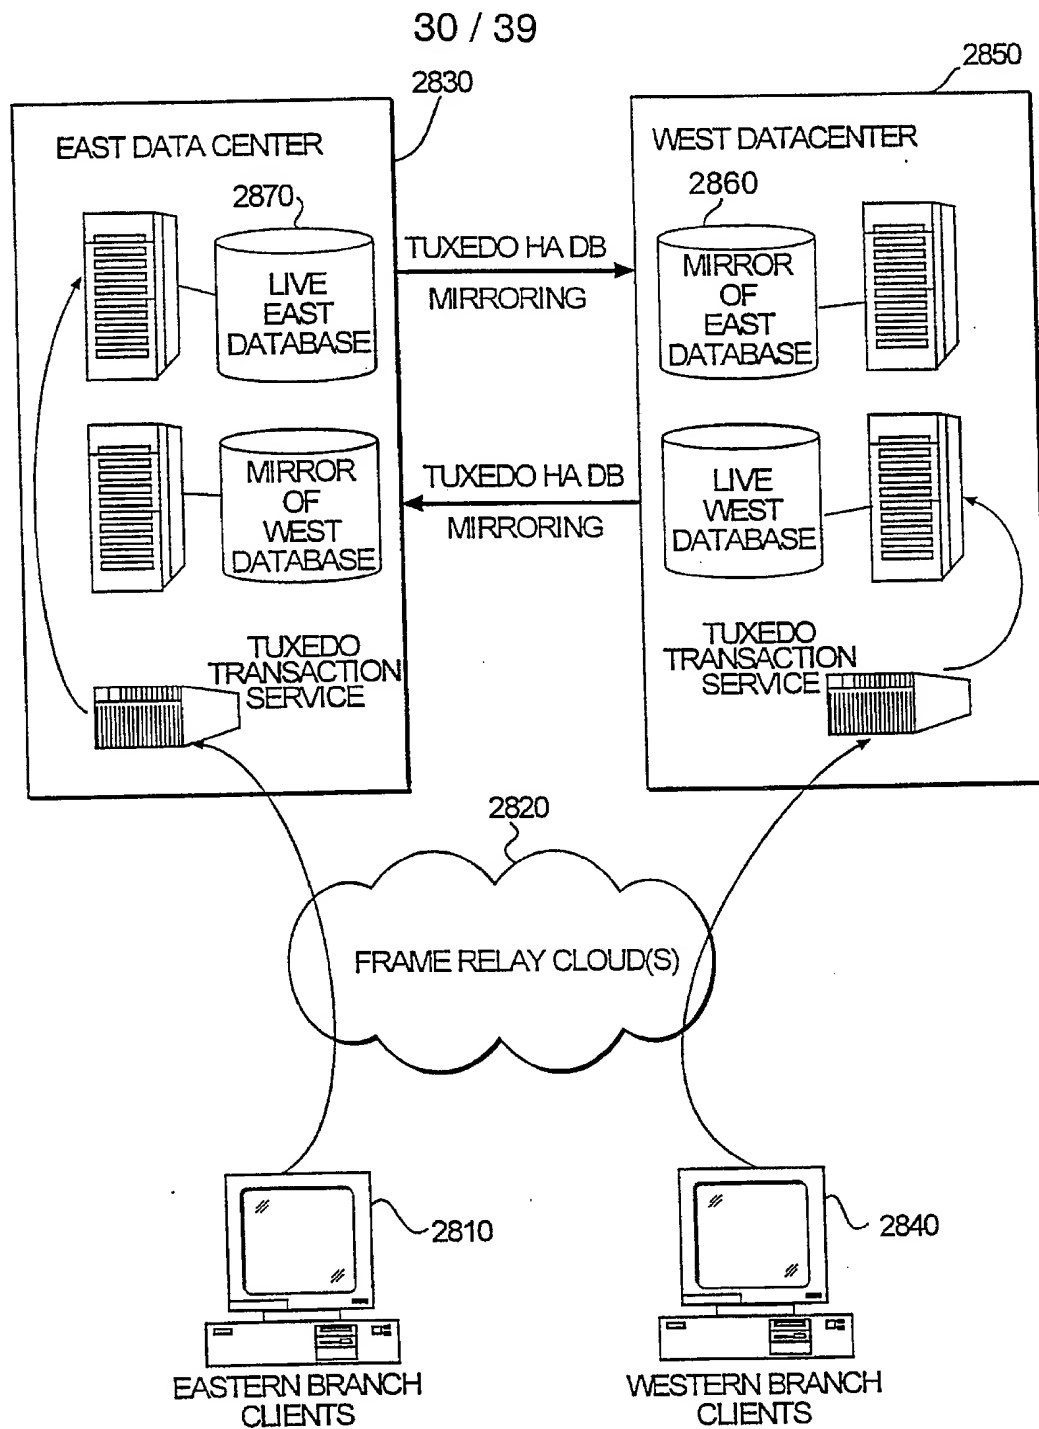 30 / 39
2830
2850
EAST DATA CENTER
WEST DATACENTER
2870
2860
LIVE
EAST
DATABASE
TUXEDO HA DB
MIRRORING
MIRROR
OF
EAST
DATABASE
MIRROR
OF
WEST
DATABASE
TUXEDO HA DB
MIRRORING
LIVE
WEST
DATABASE
TUXEDO
TRANSACTION
SERVICE
TUXEDO
TRANSACTION
SERVICE
2820
FRAME RELAY CLOUD(S)
2810
2840
EASTERN BRANCH
CLIENTS
WESTERN BRANCH
CLIENTS